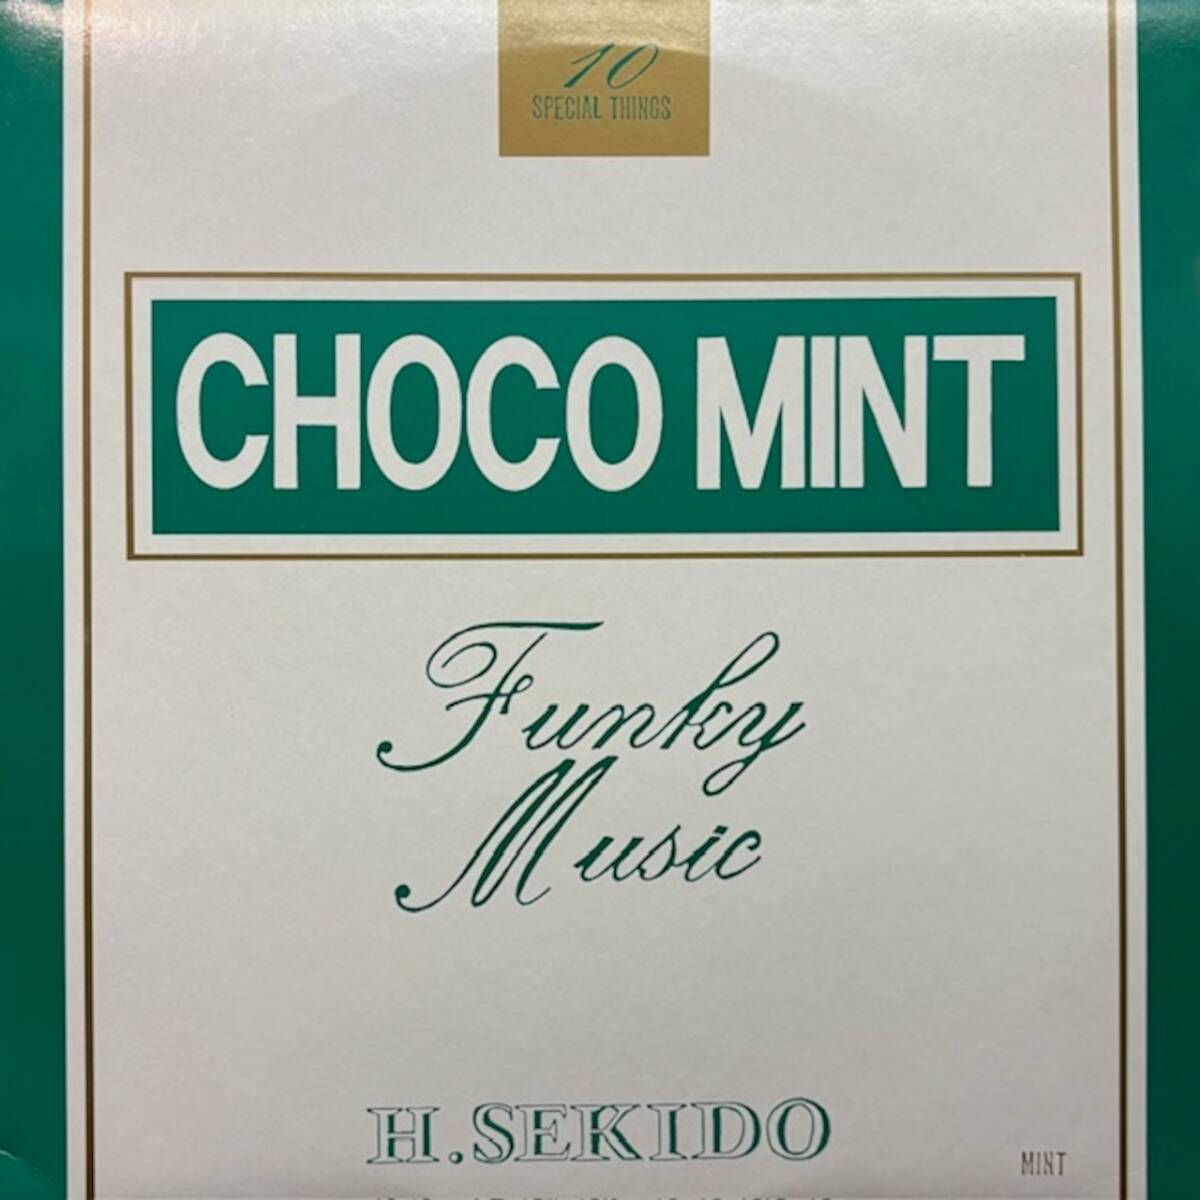 10
SPECIAL THINGS
CHOCO MINT
Funky
Music
H.SEKIDO
MINT